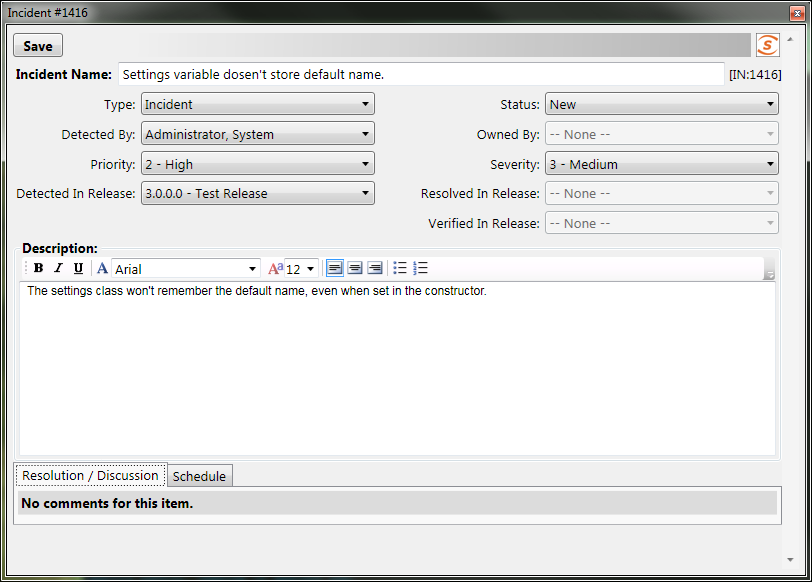 Incident #1416
Save
Incident Name: Settings variable dosen't store default name. [IN:1416]
Type: Incident Status: New
Detected By: Administrator, System Owned By: -- None --
Priority: 2 - High Severity: 3 - Medium
Detected In Release: 3.0.0.0 - Test Release Resolved In Release: -- None --
Verified In Release: -- None --
Description:
B I U A Arial Aa 12
The settings class won't remember the default name, even when set in the constructor.
Resolution / Discussion Schedule
No comments for this item.